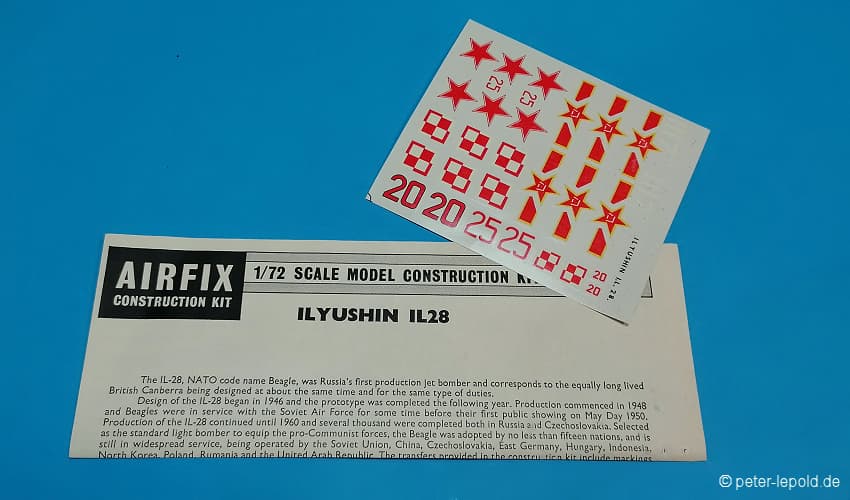 25
25
20 20 25 25
20
20
ILYUSHIN IL.28.
AIRFIX
CONSTRUCTION KIT
1/72 SCALE MODEL CONSTRUCTION
ILYUSHIN IL28
The IL-28, NATO code name Beagle, was Russia's first production jet bomber and corresponds to the equally long lived
British Canberra being designed at about the same time and for the same type of duties.
Design of the IL-28 began in 1946 and the prototype was completed the following year. Production commenced in 1948
and Beagles were in service with the Soviet Air Force for some time before their first public showing on May Day 1950.
Production of the IL-28 continued until 1960 and several thousand were completed both in Russia and Czechoslovakia. Selected
as the standard light bomber to equip the pro-Communist forces, the Beagle was adopted by no less than fifteen nations, and is
still in widespread service, being operated by the Soviet Union, China, Czechoslovakia, East Germany, Hungary, Indonesia,
North Korea, Poland, Rumania and the United Arab Republic. The transfers provided in the construction kit include markings
© peter-lepold.de